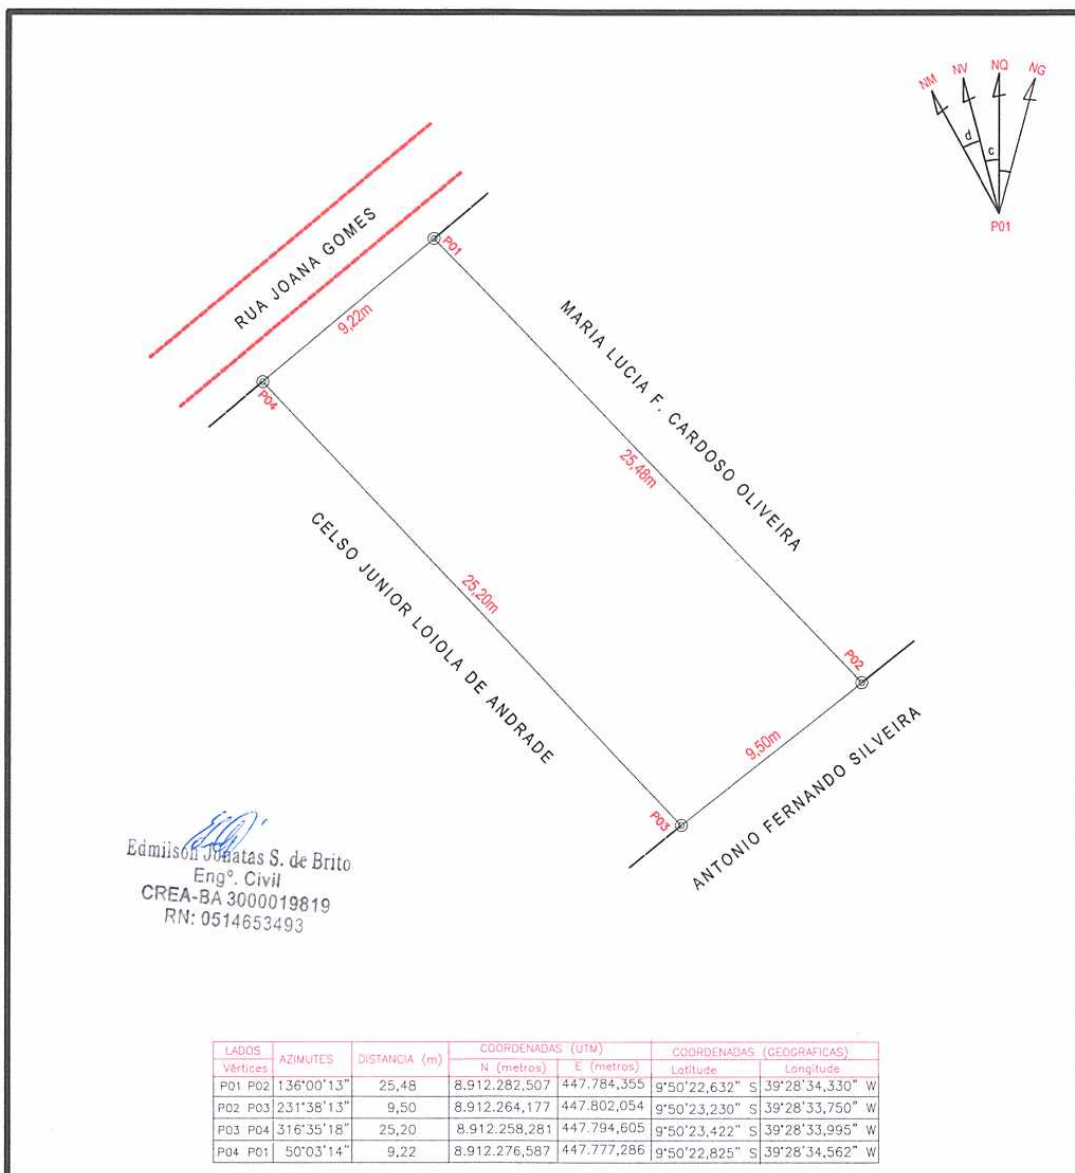 NM NV NQ NG
d
c
P01
RUA JOANA GOMES
P01
9,22m
P04
MARIA LUCIA F. CARDOSO OLIVEIRA
25,48m
CELSO JUNIOR LOIOLA DE ANDRADE
25,20m
P02
9,50m
P03
ANTONIO FERNANDO SILVEIRA
Edmilson Jonatas S. de Brito
Engº. Civil
CREA-BA 3000019819
RN: 0514653493
LADOS AZIMUTES DISTANCIA (m) COORDENADAS (UTM) COORDENADAS (GEOGRAFICAS)
Vértices N (metros) E (metros) Latitude Longitude
P01 P02 136°00'13" 25,48 8.912.282,507 447.784,355 9°50'22,632" S 39°28'34,330" W
P02 P03 231°38'13" 9,50 8.912.264,177 447.802,054 9°50'23,230" S 39°28'33,750" W
P03 P04 316°35'18" 25,20 8.912.258,281 447.794,605 9°50'23,422" S 39°28'33,995" W
P04 P01 50°03'14" 9,22 8.912.276,587 447.777,286 9°50'22,825" S 39°28'34,562" W